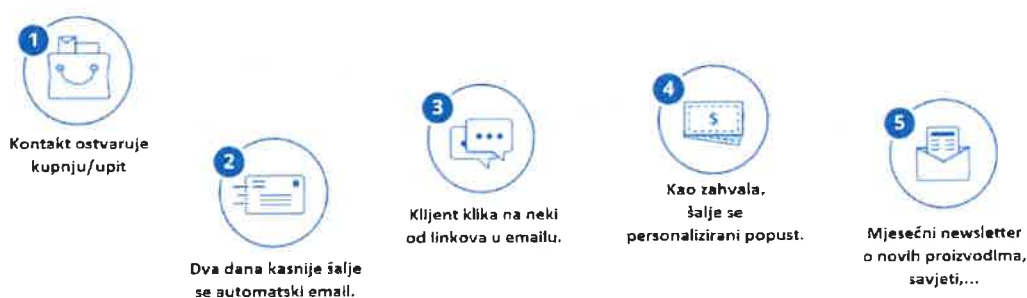 1
Kontakt ostvaruje
kupnju/upit
2
Dva dana kasnije šalje
se automatski email.
3
Klijent klika na neki
od linkova u emailu.
4
$
Kao zahvala,
šalje se
personalizirani popust.
5
Mjesečni newsletter
o novih proizvodima,
savjeti,...